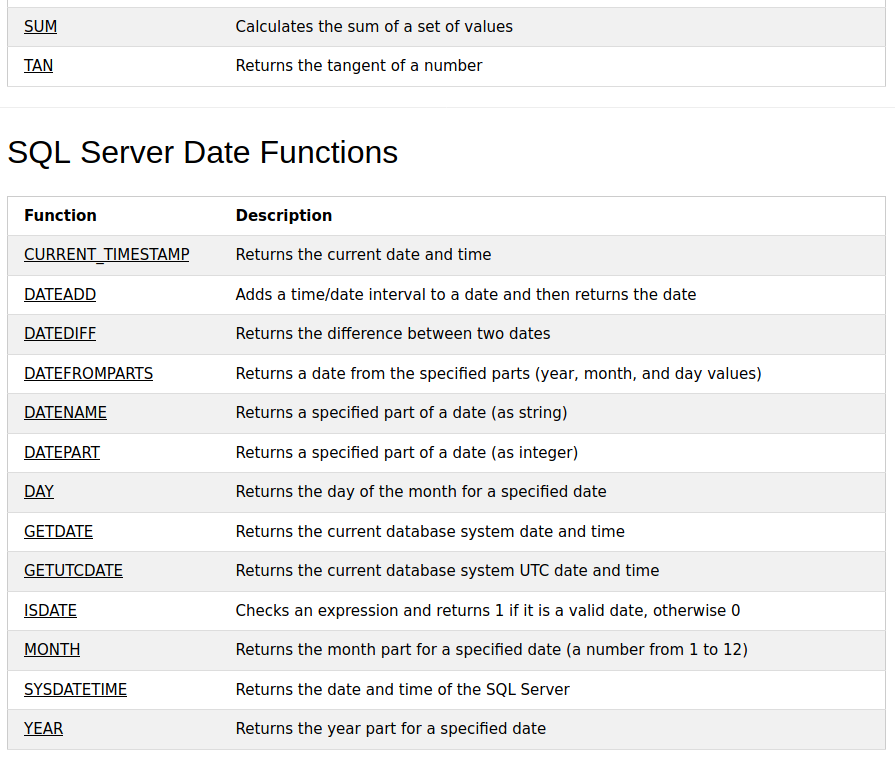 SUM Calculates the sum of a set of values
TAN Returns the tangent of a number
SQL Server Date Functions
Function Description
CURRENT_TIMESTAMP Returns the current date and time
DATEADD Adds a time/date interval to a date and then returns the date
DATEDIFF Returns the difference between two dates
DATEFROMPARTS Returns a date from the specified parts (year, month, and day values)
DATENAME Returns a specified part of a date (as string)
DATEPART Returns a specified part of a date (as integer)
DAY Returns the day of the month for a specified date
GETDATE Returns the current database system date and time
GETUTCDATE Returns the current database system UTC date and time
ISDATE Checks an expression and returns 1 if it is a valid date, otherwise 0
MONTH Returns the month part for a specified date (a number from 1 to 12)
SYSDATETIME Returns the date and time of the SQL Server
YEAR Returns the year part for a specified date